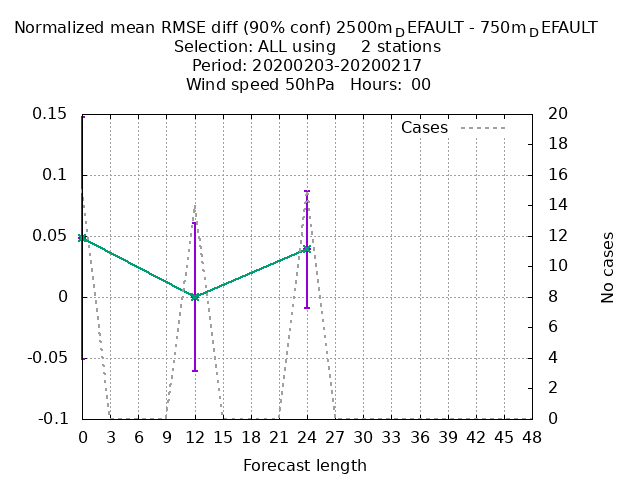 Normalized mean RMSE diff (90% conf) 2500mDEFAULT - 750mDEFAULT
Selection: ALL using 2 stations
Period: 20200203-20200217
Wind speed 50hPa Hours: 00
Cases
0.15
0.1
0.05
0
-0.05
-0.1
20
18
16
14
12
10
8
6
4
2
0
No cases
0 3 6 9 12 15 18 21 24 27 30 33 36 39 42 45 48
Forecast length